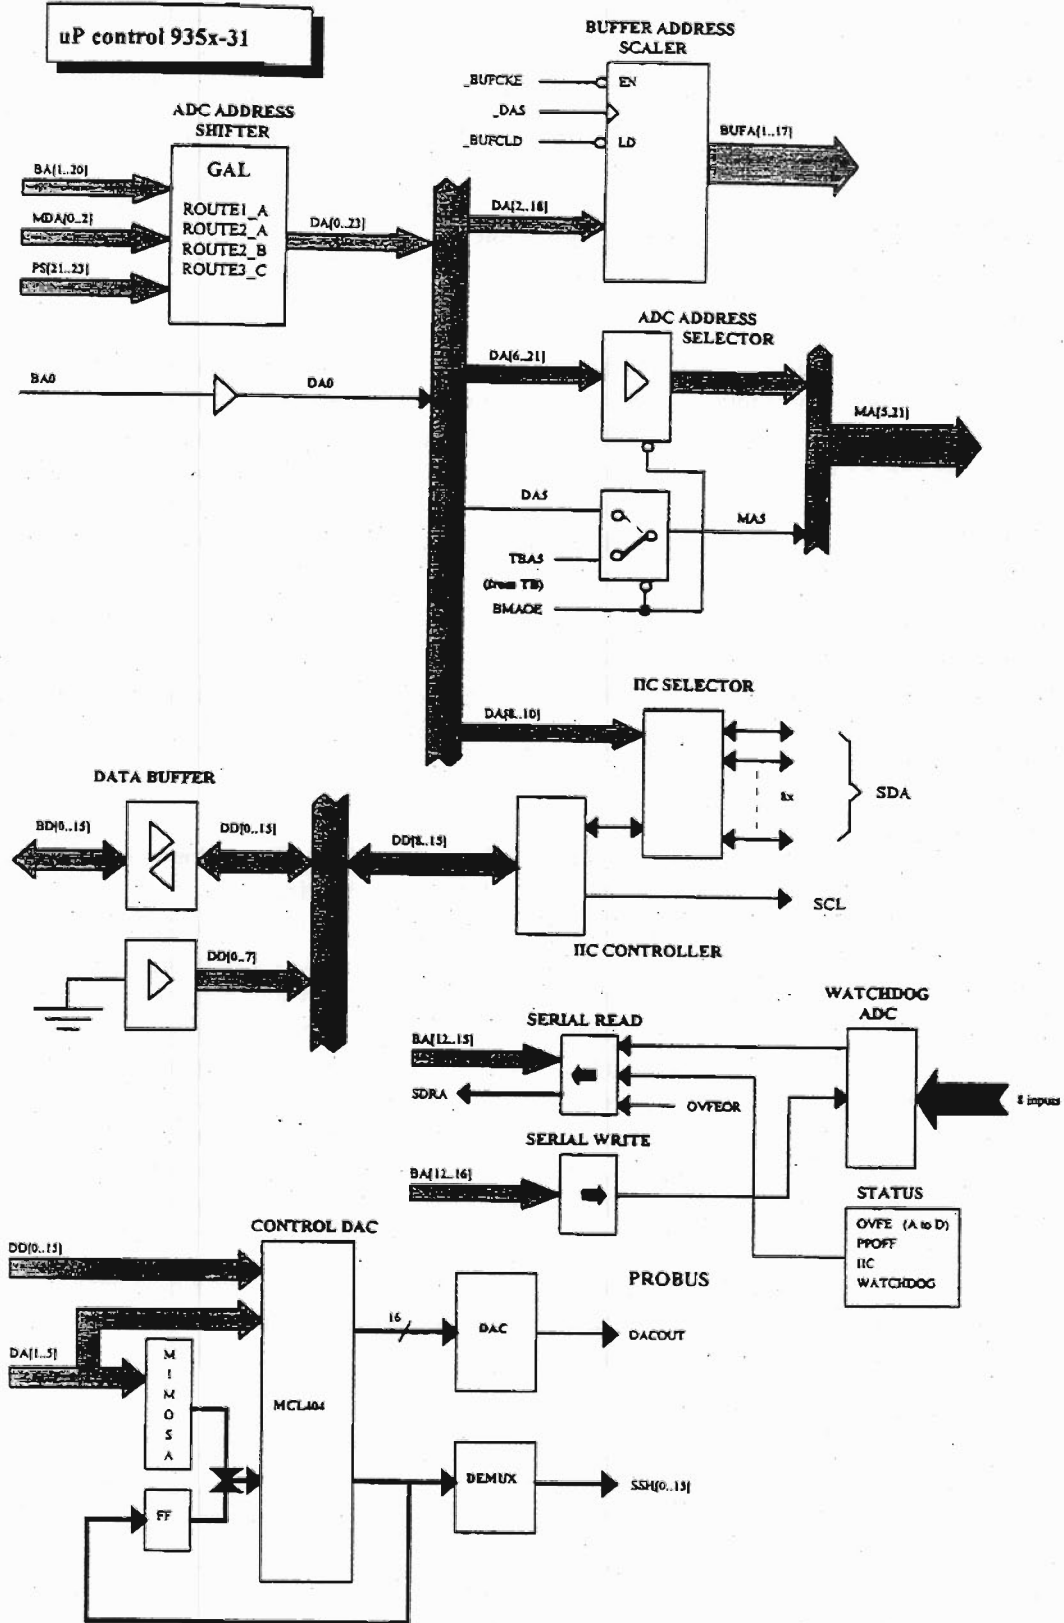 uP control 935x-31
BUFFER ADDRESS
SCALER
_BUFCKE
EN
_DAS
_BUFCLD
LD
BUFA[1..17]
ADC ADDRESS
SHIFTER
GAL
ROUTE1_A
ROUTE2_A
ROUTE2_B
ROUTE3_C
BA[1..20]
MDA[0..2]
PS[21..23]
DA[0..23]
DA[2..18]
ADC ADDRESS
SELECTOR
BA0
DA0
DA[6..21]
MA[5.21]
DA5
TBA5
(from TB)
BMAOE
MA5
IIC SELECTOR
DA[8..10]
8x
SDA
DATA BUFFER
BD[0..15]
DD[0..15]
DD[8..15]
SCL
IIC CONTROLLER
DD[0..7]
WATCHDOG
ADC
SERIAL READ
BA[12..15]
SDRA
OVFEOR
8 inputs
SERIAL WRITE
BA[12..16]
STATUS
OVFE (A to D)
PPOFF
IIC
WATCHDOG
CONTROL DAC
DD[0..15]
PROBUS
16
DAC
DACOUT
DA[1..5]
MIMOSA
MCL404
DEMUX
SSH[0..15]
FF